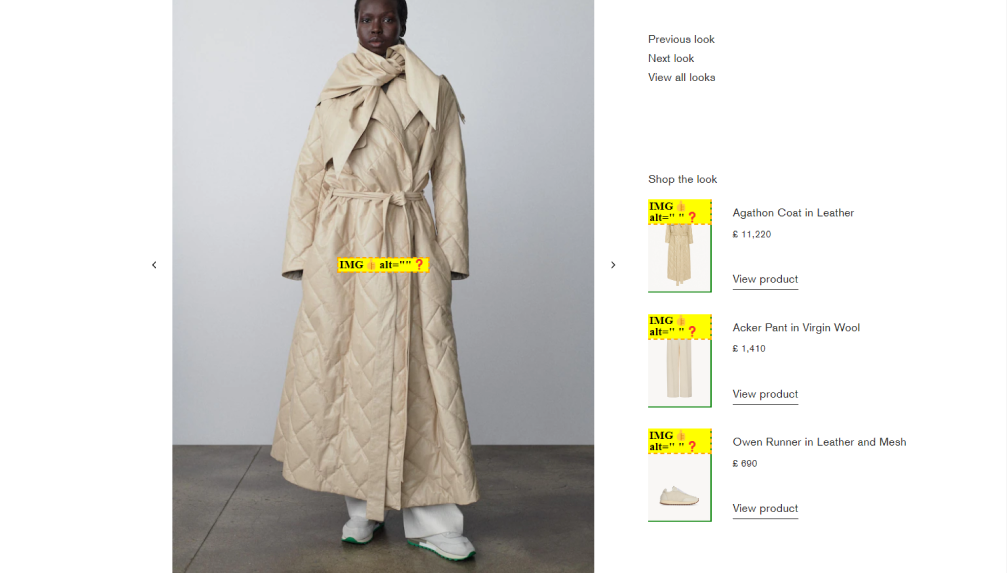 Previous look
Next look
View all looks
Shop the look
IMG 👍 alt=" " ❓
Agathon Coat in Leather
£ 11,220
View product
IMG 👍 alt="" ❓
IMG 👍
alt=" " ❓
Acker Pant in Virgin Wool
£ 1,410
View product
IMG 👍
alt=" " ❓
Owen Runner in Leather and Mesh
£ 690
View product